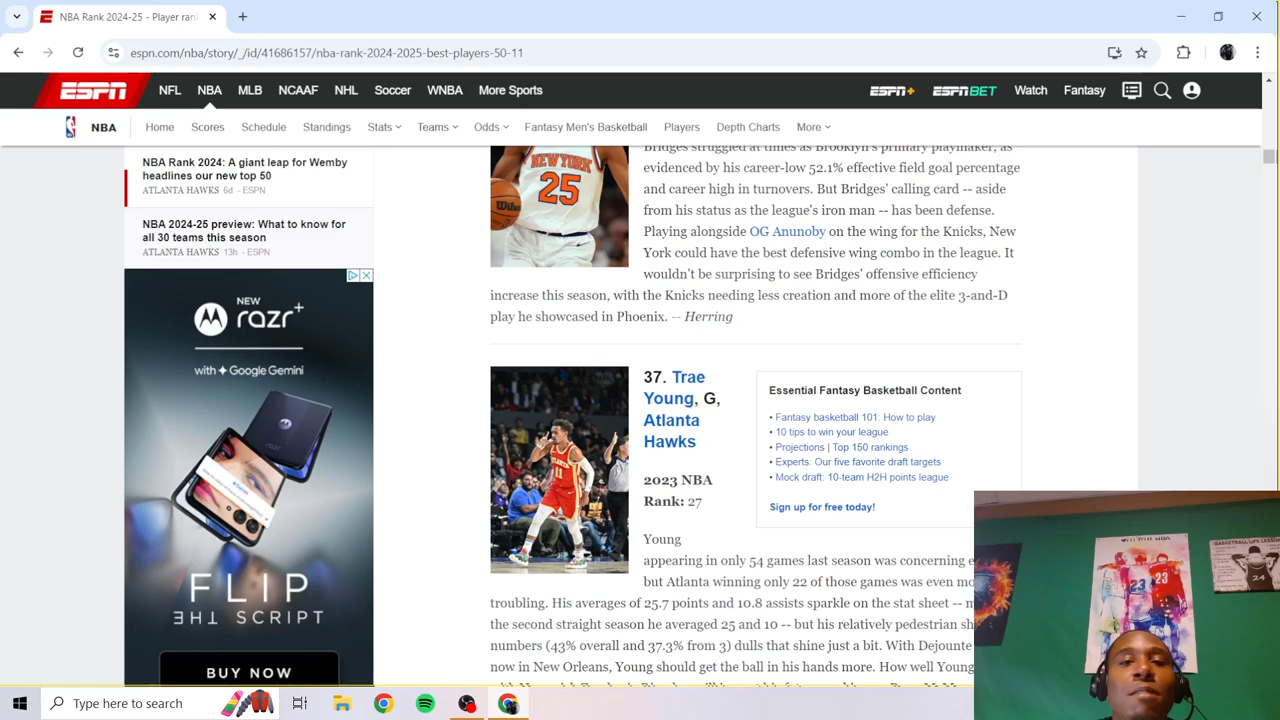 NBA Rank 2024-25 - Player ran
espn.com/nba/story/_/id/41686157/nba-rank-2024-2025-best-players-50-11
ESPN NFL NBA MLB NCAAF NHL Soccer WNBA More Sports ESPN+ ESPN BET Watch Fantasy
NBA Home Scores Schedule Standings Stats Teams Odds Fantasy Men's Basketball Players Depth Charts More
NBA Rank 2024: A giant leap for Wemby
headlines our new top 50
ATLANTA HAWKS 6d - ESPN
NBA 2024-25 preview: What to know for
all 30 teams this season
ATLANTA HAWKS 13h - ESPN
NEW
razr+
with Google Gemini
FLIP
THE SCRIPT
BUY NOW
NEW YORK
25
Wilson
Bridges struggled at times as Brooklyn's primary playmaker, as
evidenced by his career-low 52.1% effective field goal percentage
and career high in turnovers. But Bridges' calling card -- aside
from his status as the league's iron man -- has been defense.
Playing alongside OG Anunoby on the wing for the Knicks, New
York could have the best defensive wing combo in the league. It
wouldn't be surprising to see Bridges' offensive efficiency
increase this season, with the Knicks needing less creation and more of the elite 3-and-D
play he showcased in Phoenix. -- Herring
37. Trae
Young, G,
Atlanta
Hawks
2023 NBA
Rank: 27
Essential Fantasy Basketball Content
• Fantasy basketball 101: How to play
• 10 tips to win your league
• Projections | Top 150 rankings
• Experts: Our five favorite draft targets
• Mock draft: 10-team H2H points league
Sign up for free today!
Young
appearing in only 54 games last season was concerning e
but Atlanta winning only 22 of those games was even mo
troubling. His averages of 25.7 points and 10.8 assists sparkle on the stat sheet -- m
the second straight season he averaged 25 and 10 -- but his relatively pedestrian sh
numbers (43% overall and 37.3% from 3) dulls that shine just a bit. With Dejounte
now in New Orleans, Young should get the ball in his hands more. How well Young
11
23
23
BASKETBALL LIFE LESSON
24
Type here to search